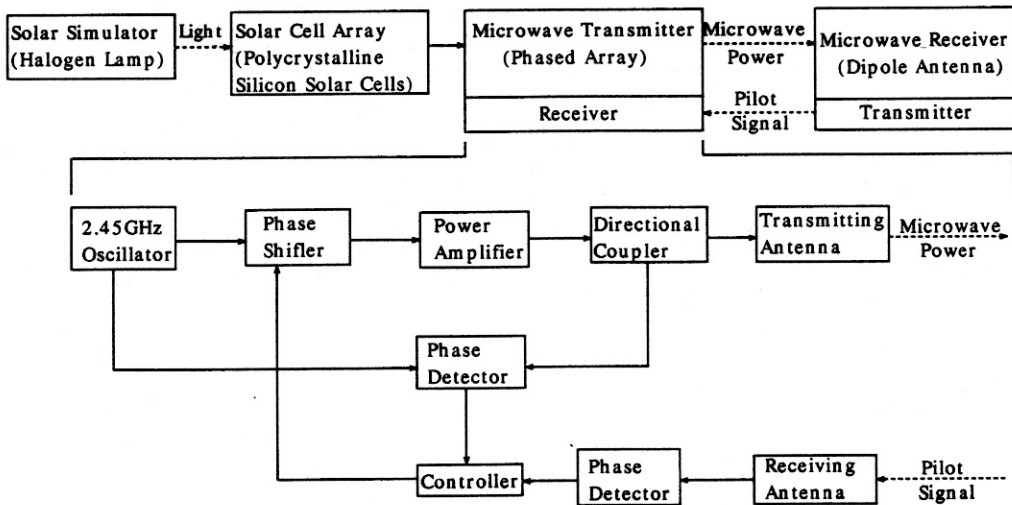 Solar Simulator
(Halogen Lamp)
Light
Solar Cell Array
(Polycrystalline
Silicon Solar Cells)
Microwave Transmitter
(Phased Array)
Receiver
Microwave
Power
Pilot
Signal
Microwave Receiver
(Dipole Antenna)
Transmitter
2.45GHz
Oscillator
Phase
Shifler
Power
Amplifier
Directional
Coupler
Transmitting
Antenna
Microwave
Power
Phase
Detector
Controller
Phase
Detector
Receiving
Antenna
Pilot
Signal